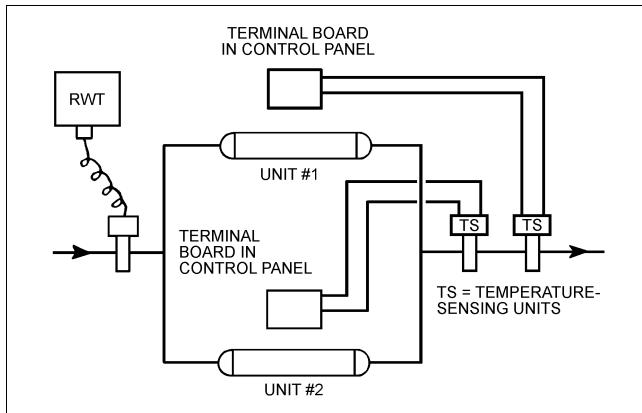 TERMINAL BOARD
IN CONTROL PANEL
RWT
UNIT #1
TERMINAL
BOARD IN
CONTROL PANEL
TS
TS
TS = TEMPERATURE-
SENSING UNITS
UNIT #2